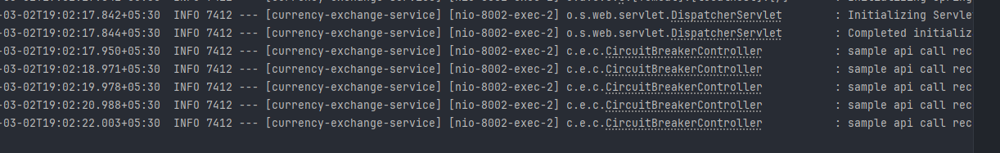 -03-02T19:02:17.842+05:30  INFO 7412 --- [currency-exchange-service] [nio-8002-exec-2] o.s.web.servlet.DispatcherServlet        : Initializing Servle
-03-02T19:02:17.844+05:30  INFO 7412 --- [currency-exchange-service] [nio-8002-exec-2] o.s.web.servlet.DispatcherServlet        : Completed initializ
-03-02T19:02:17.950+05:30  INFO 7412 --- [currency-exchange-service] [nio-8002-exec-2] c.e.c.CircuitBreakerController           : sample api call rec
-03-02T19:02:18.971+05:30  INFO 7412 --- [currency-exchange-service] [nio-8002-exec-2] c.e.c.CircuitBreakerController           : sample api call rec
-03-02T19:02:19.978+05:30  INFO 7412 --- [currency-exchange-service] [nio-8002-exec-2] c.e.c.CircuitBreakerController           : sample api call rec
-03-02T19:02:20.988+05:30  INFO 7412 --- [currency-exchange-service] [nio-8002-exec-2] c.e.c.CircuitBreakerController           : sample api call rec
-03-02T19:02:22.003+05:30  INFO 7412 --- [currency-exchange-service] [nio-8002-exec-2] c.e.c.CircuitBreakerController           : sample api call rec